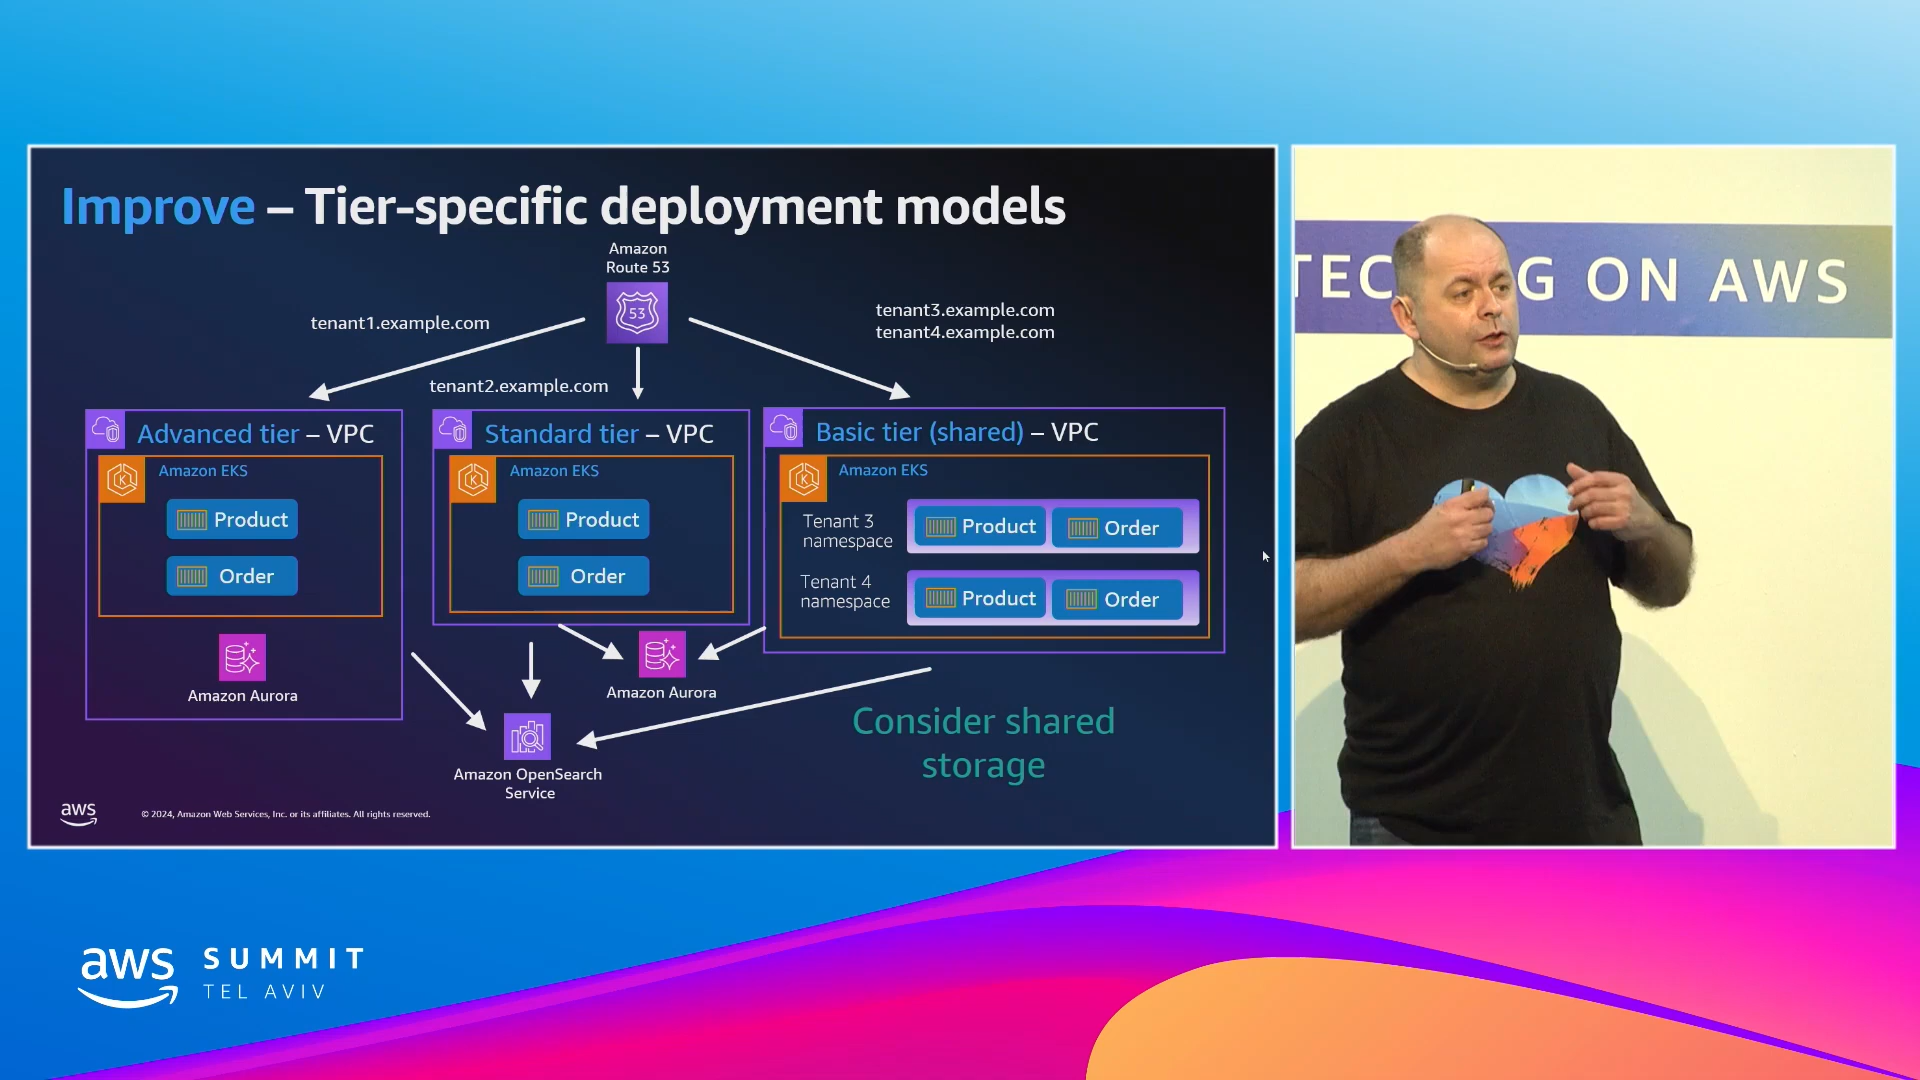 Improve – Tier-specific deployment models
Amazon
Route 53
53
tenant1.example.com
tenant2.example.com
tenant3.example.com
tenant4.example.com
Advanced tier – VPC
Amazon EKS
K
Product
Order
Amazon Aurora
Standard tier – VPC
Amazon EKS
K
Product
Order
Amazon Aurora
Basic tier (shared) – VPC
Amazon EKS
K
Tenant 3
namespace
Product
Order
Tenant 4
namespace
Product
Order
Amazon OpenSearch
Service
Consider shared
storage
aws
© 2024, Amazon Web Services, Inc. or its affiliates. All rights reserved.
TEC G ON AWS
aws SUMMIT
TEL AVIV